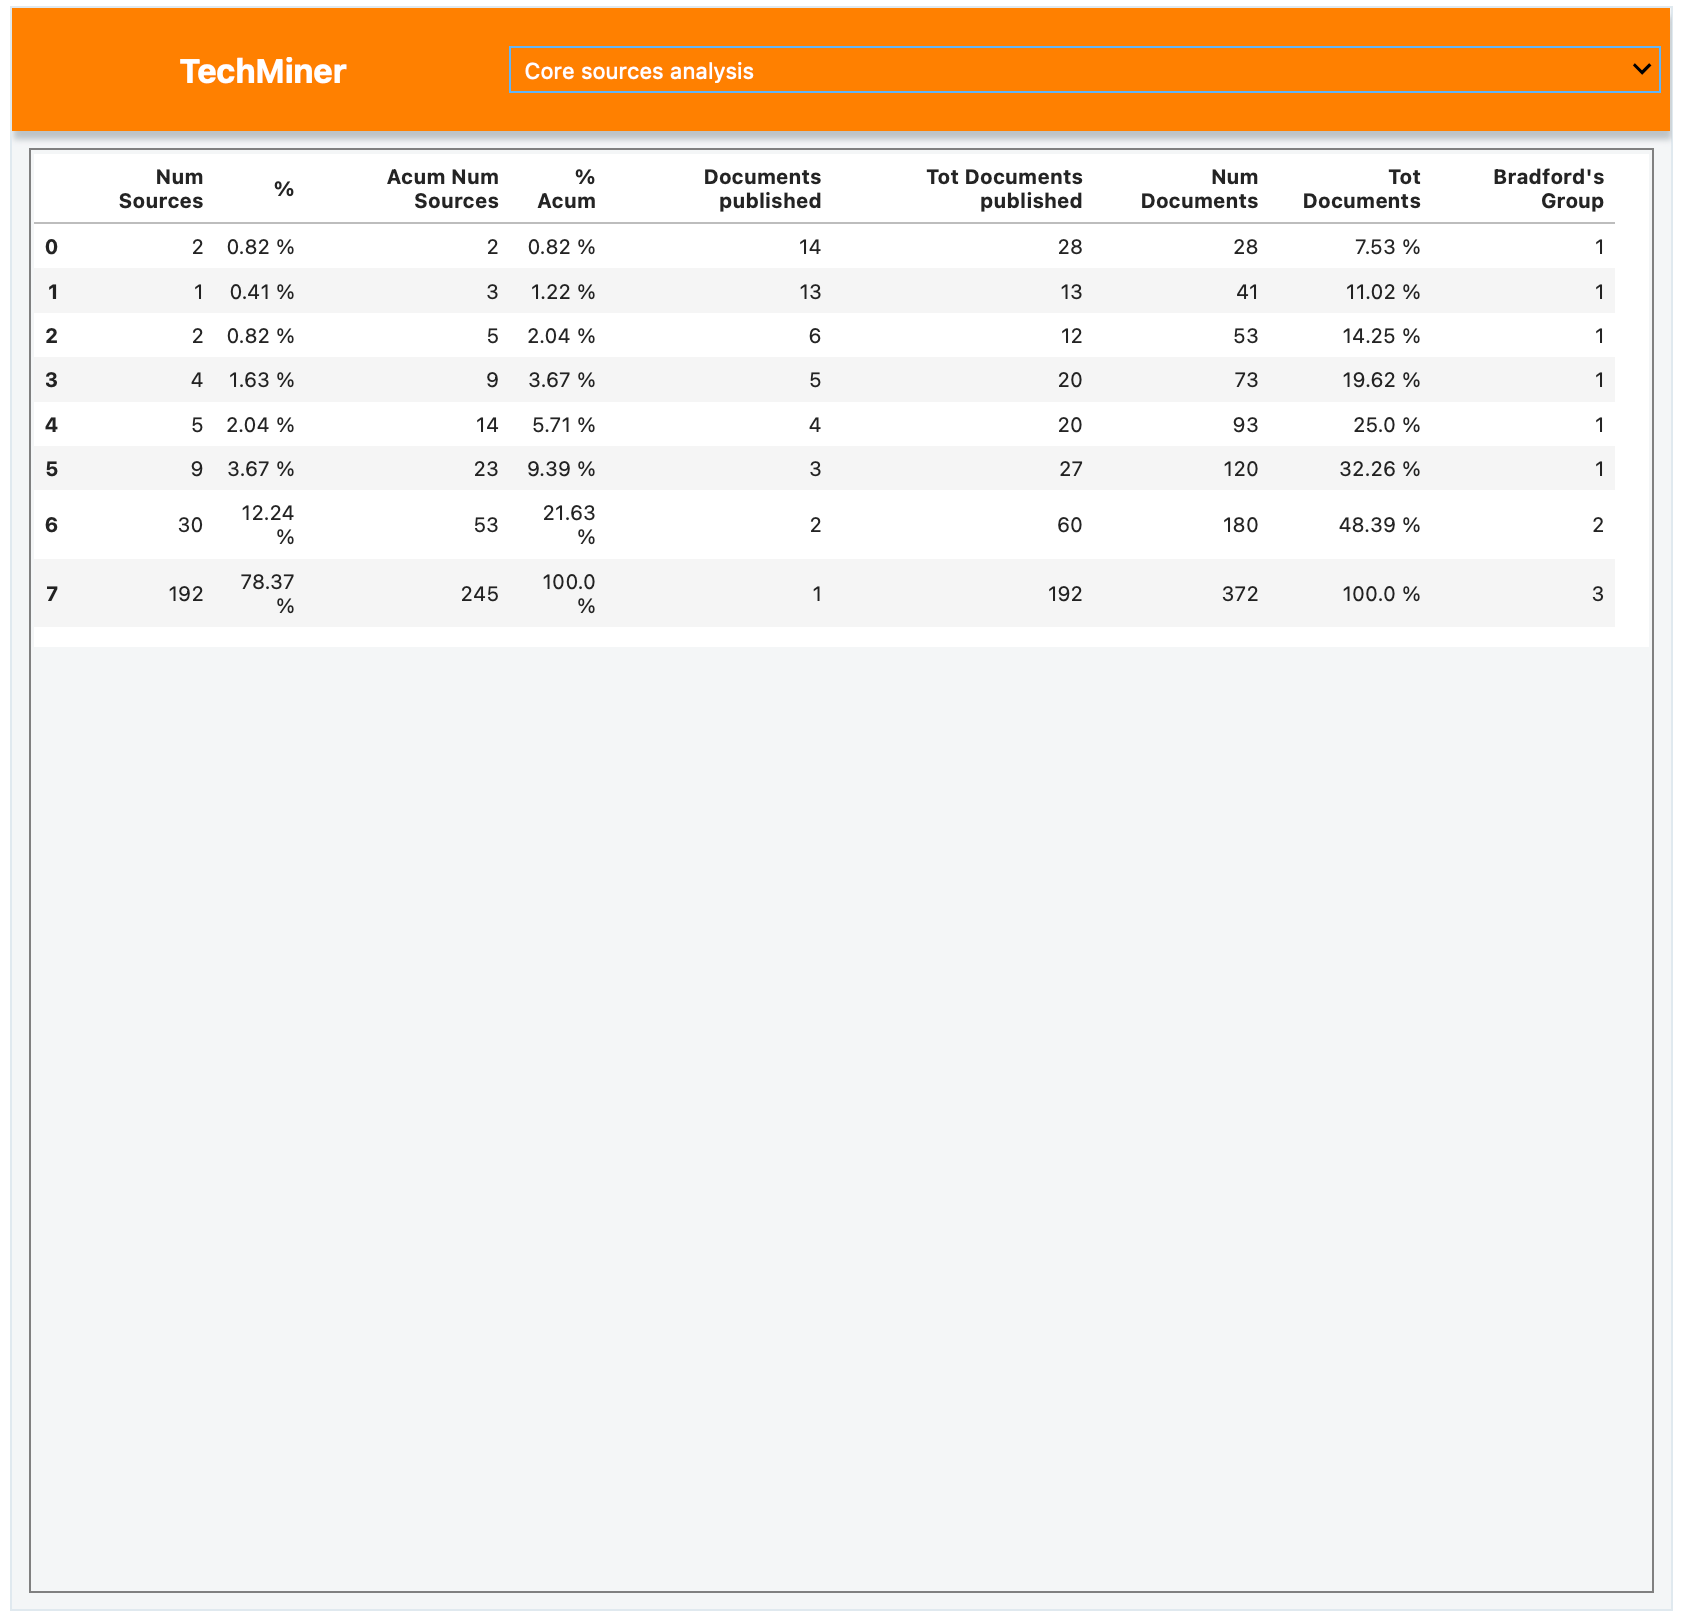 TechMiner
Core sources analysis
Num Sources % Acum Num Sources % Acum Documents published Tot Documents published Num Documents Tot Documents Bradford's Group
0 2 0.82 % 2 0.82 % 14 28 28 7.53 % 1
1 1 0.41 % 3 1.22 % 13 13 41 11.02 % 1
2 2 0.82 % 5 2.04 % 6 12 53 14.25 % 1
3 4 1.63 % 9 3.67 % 5 20 73 19.62 % 1
4 5 2.04 % 14 5.71 % 4 20 93 25.0 % 1
5 9 3.67 % 23 9.39 % 3 27 120 32.26 % 1
6 30 12.24 % 53 21.63 % 2 60 180 48.39 % 2
7 192 78.37 % 245 100.0 % 1 192 372 100.0 % 3